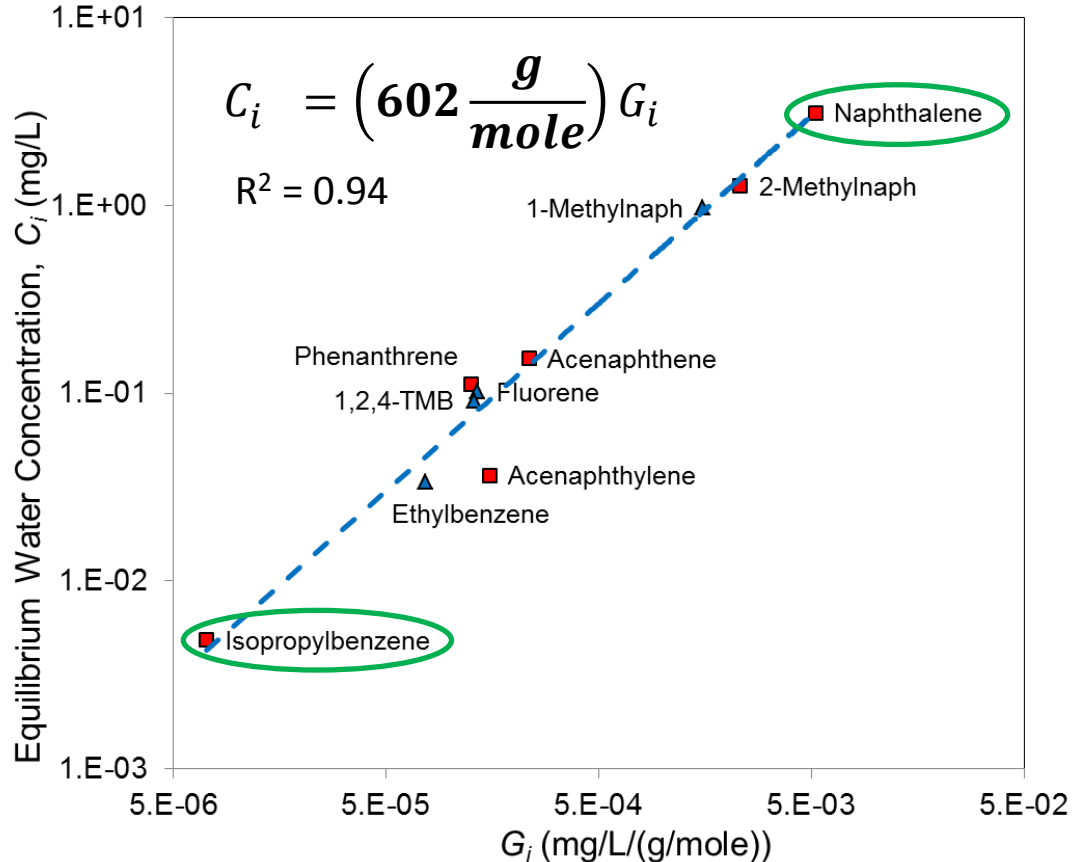 1.E+01
1.E+00
1.E-01
1.E-02
1.E-03
Equilibrium Water Concentration, C_i (mg/L)
C_i = (602 g/mole) G_i
R² = 0.94
Naphthalene
2-Methylnaph
1-Methylnaph
Phenanthrene
Acenaphthene
1,2,4-TMB
Fluorene
Acenaphthylene
Ethylbenzene
Isopropylbenzene
5.E-06 5.E-05 5.E-04 5.E-03 5.E-02
G_i (mg/L/(g/mole))